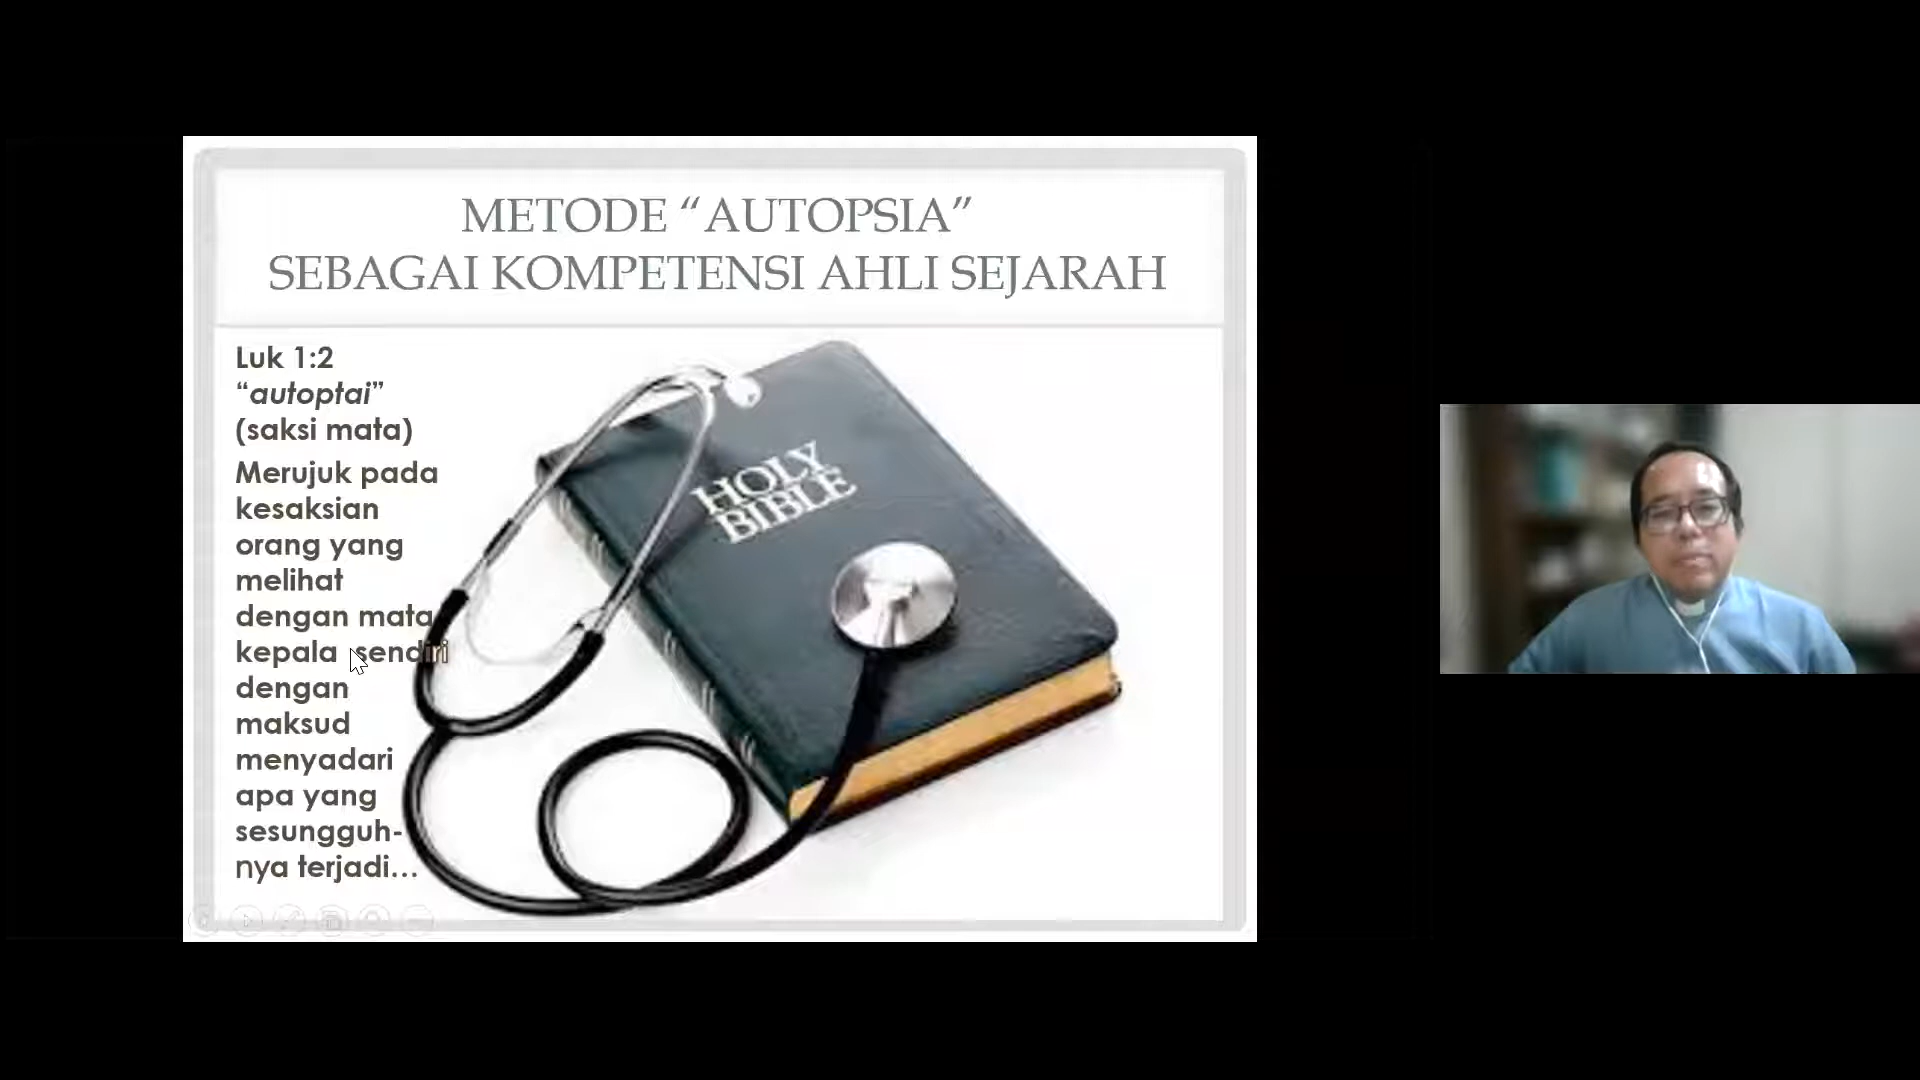 METODE “AUTOPSIA”
SEBAGAI KOMPETENSI AHLI SEJARAH
Luk 1:2
“autoptai”
(saksi mata)
Merujuk pada
kesaksian
orang yang
melihat
dengan mata
kepala sendiri
dengan
maksud
menyadari
apa yang
sesungguh-
nya terjadi…
HOLY
BIBLE